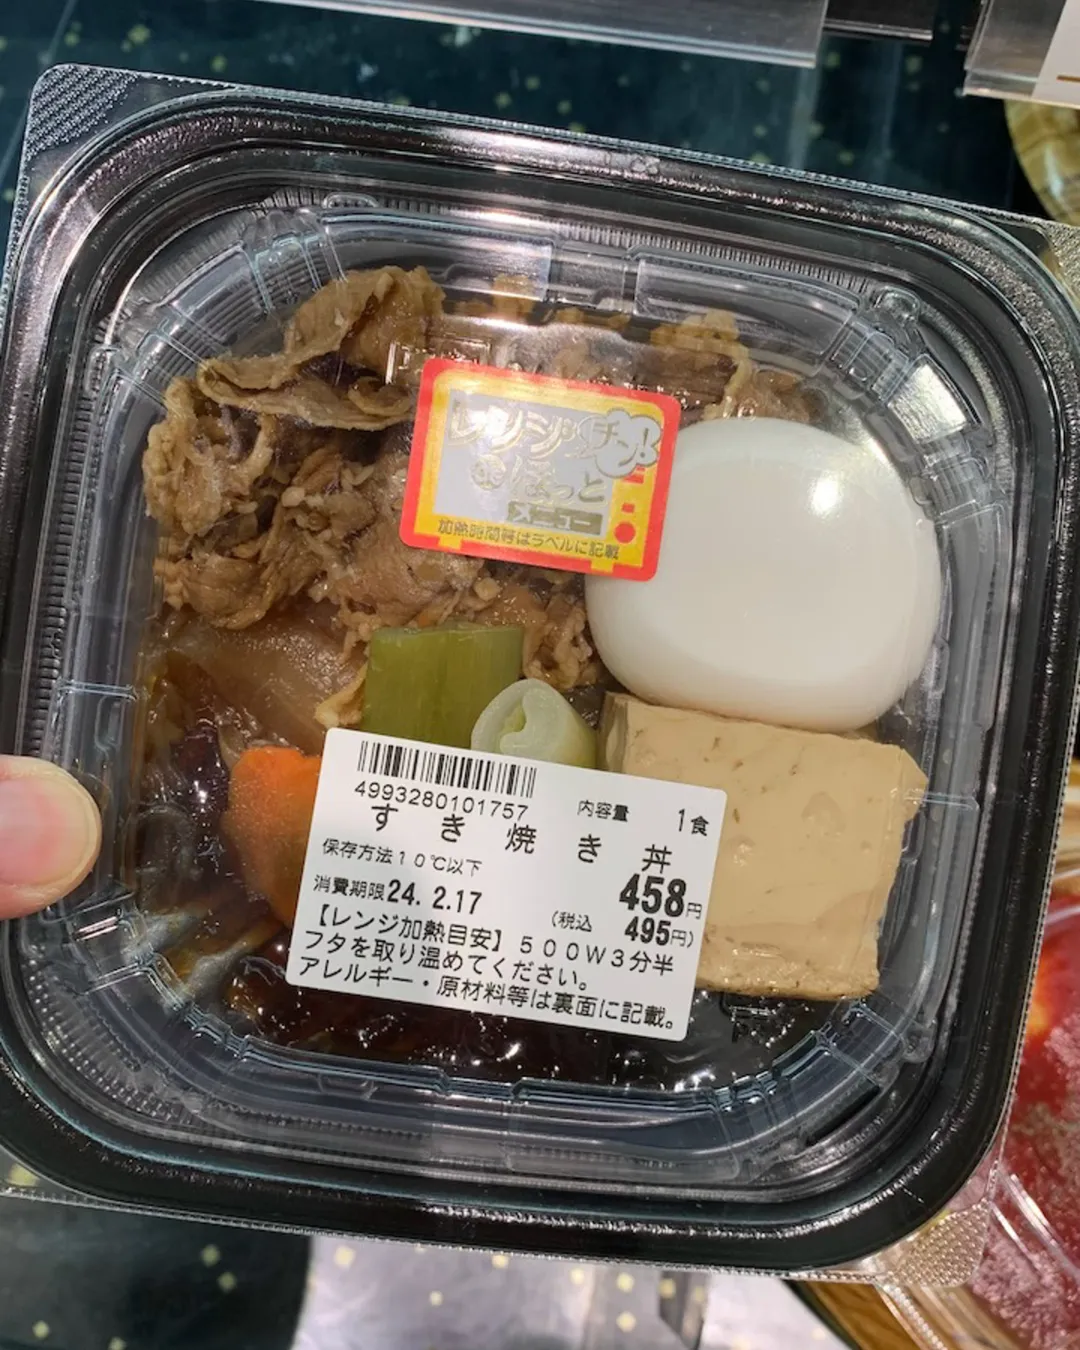 レンジでチン!
ほっと
メニュー
加熱時間等はラベルに記載
4993280101757
内容量 1食
すき焼き丼
保存方法10℃以下
消費期限24. 2.17
458円
(税込 495円)
【レンジ加熱目安】500W3分半
フタを取り温めてください。
アレルギー・原材料等は裏面に記載。